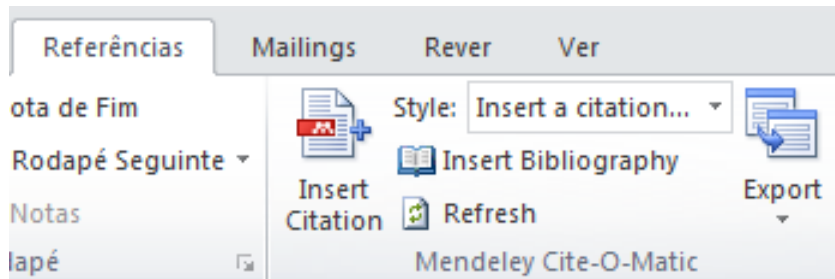 Referências Mailings Rever Ver
ota de Fim
Rodapé Seguinte
Notas
lapé
Insert
Citation
Style: Insert a citation...
Insert Bibliography
Refresh
Export
Mendeley Cite-O-Matic